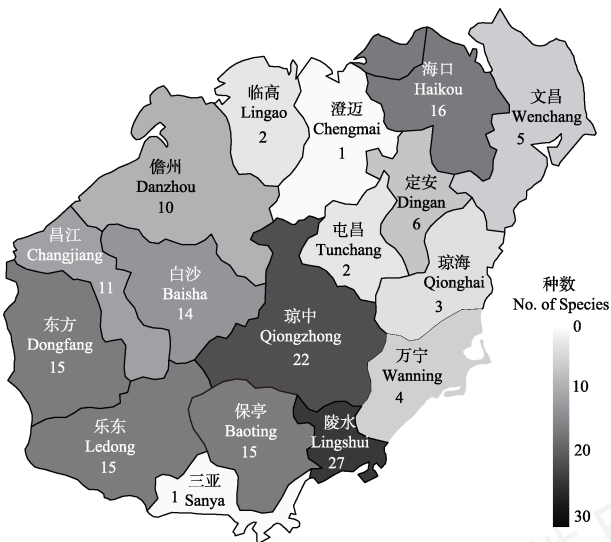 海口
Haikou
16
文昌
Wenchang
5
临高
Lingao
2
澄迈
Chengmai
1
儋州
Danzhou
10
定安
Dingan
6
屯昌
Tunchang
2
昌江
Changjiang
11
白沙
Baisha
14
琼海
Qionghai
3
琼中
Qiongzhong
22
东方
Dongfang
15
万宁
Wanning
4
乐东
Ledong
15
保亭
Baoting
15
陵水
Lingshui
27
三亚
1 Sanya
种数
No. of Species
0
10
20
30